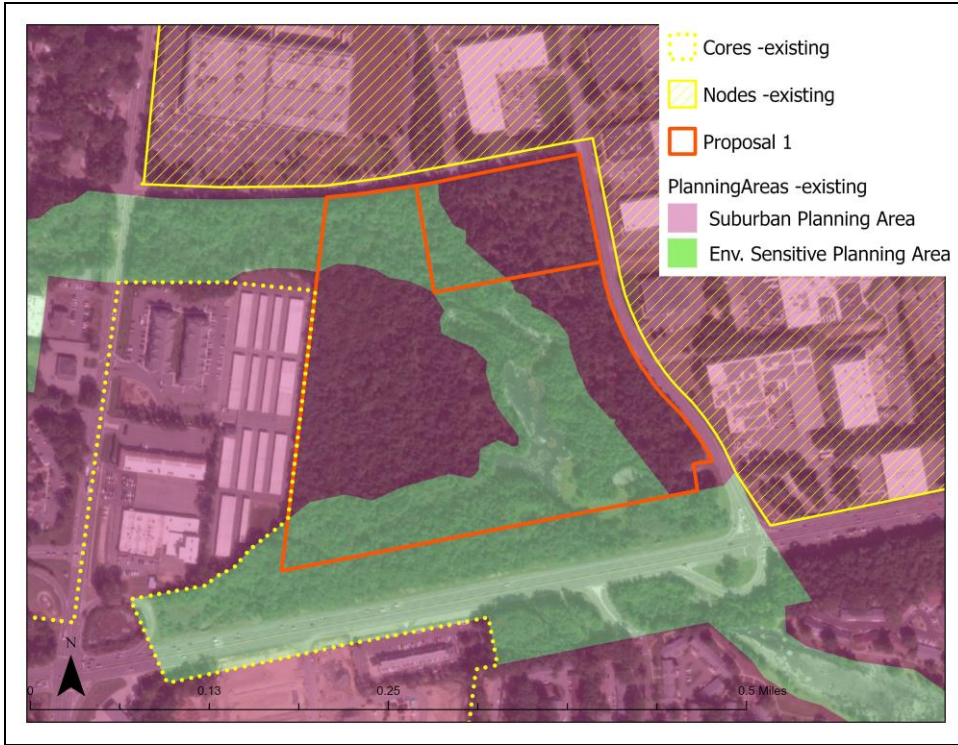 Cores -existing
Nodes -existing
Proposal 1
PlanningAreas -existing
Suburban Planning Area
Env. Sensitive Planning Area
N
0 0.13 0.25 0.5 Miles